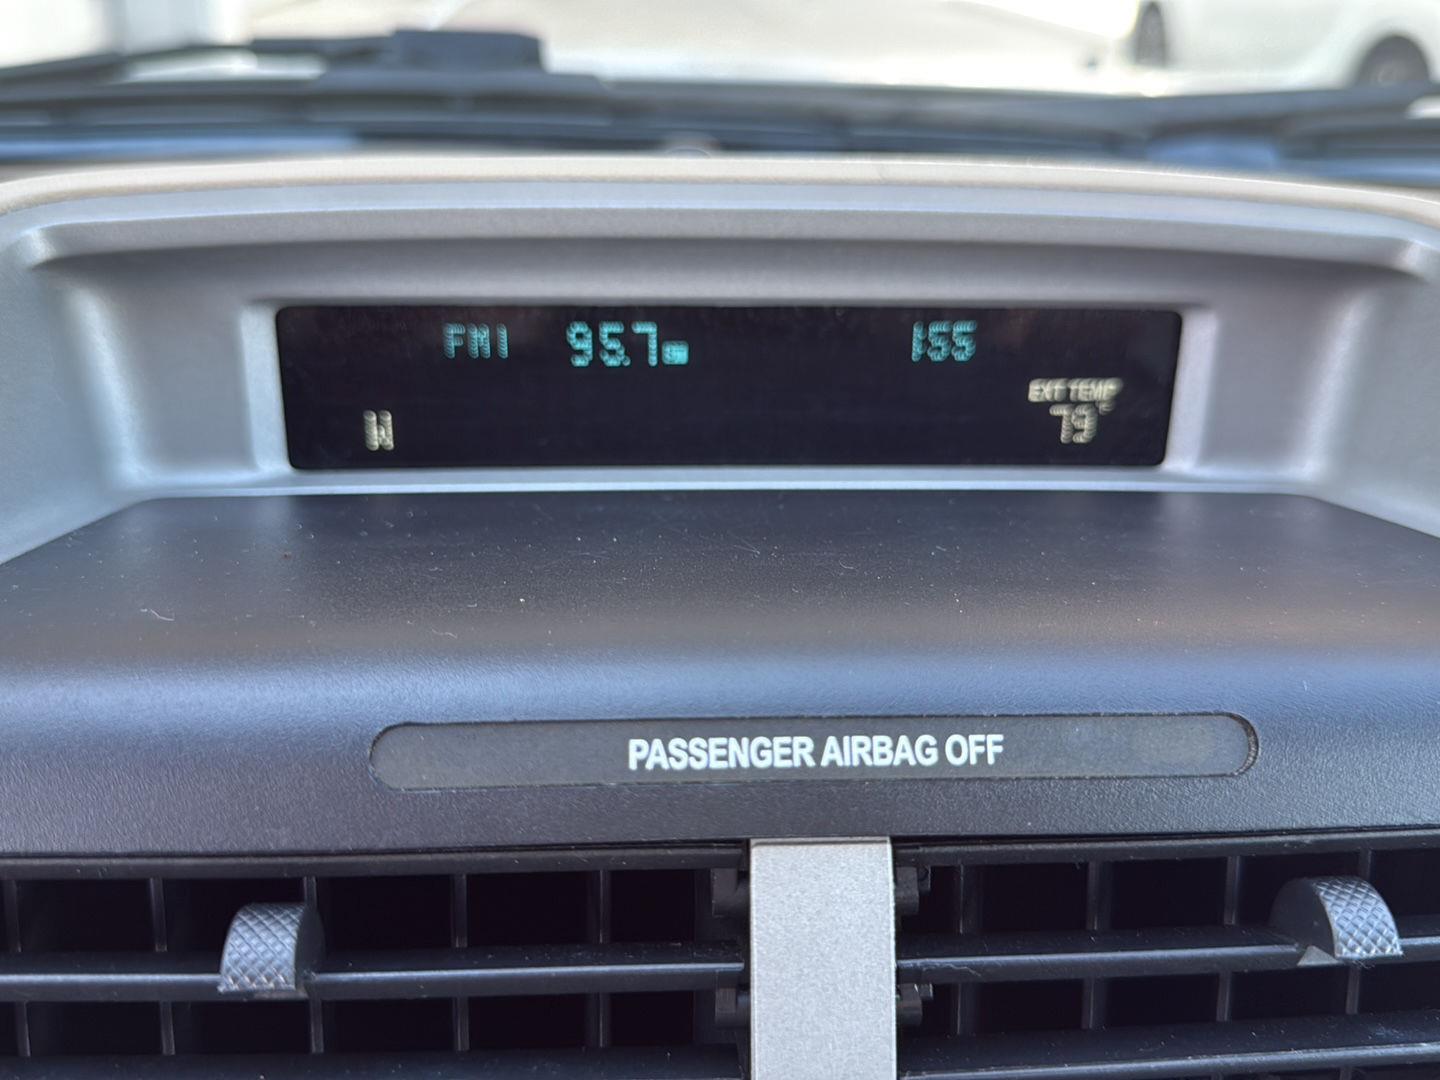 FM1 95.7 1:55
EXT TEMP
W 79°
PASSENGER AIRBAG OFF